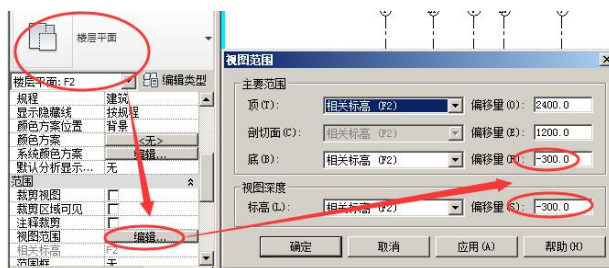 楼层平面
楼层平面: F2
编辑类型
规程 建筑
显示隐藏线 按规程
颜色方案位置 背景
颜色方案 <无>
系统颜色方案 编辑...
默认分析显示... 无
范围
裁剪视图
裁剪区域可见
注释裁剪
视图范围 编辑...
相关标高 F2
范围框 无
视图范围
主要范围
顶(T): 相关标高 (F2) 偏移量(O): 2400.0
剖切面(C): 相关标高 (F2) 偏移量(E): 1200.0
底(B): 相关标高 (F2) 偏移量 -300.0
视图深度
标高(L): 相关标高 (F2) 偏移量(S): -300.0
确定 取消 应用(A) 帮助(H)